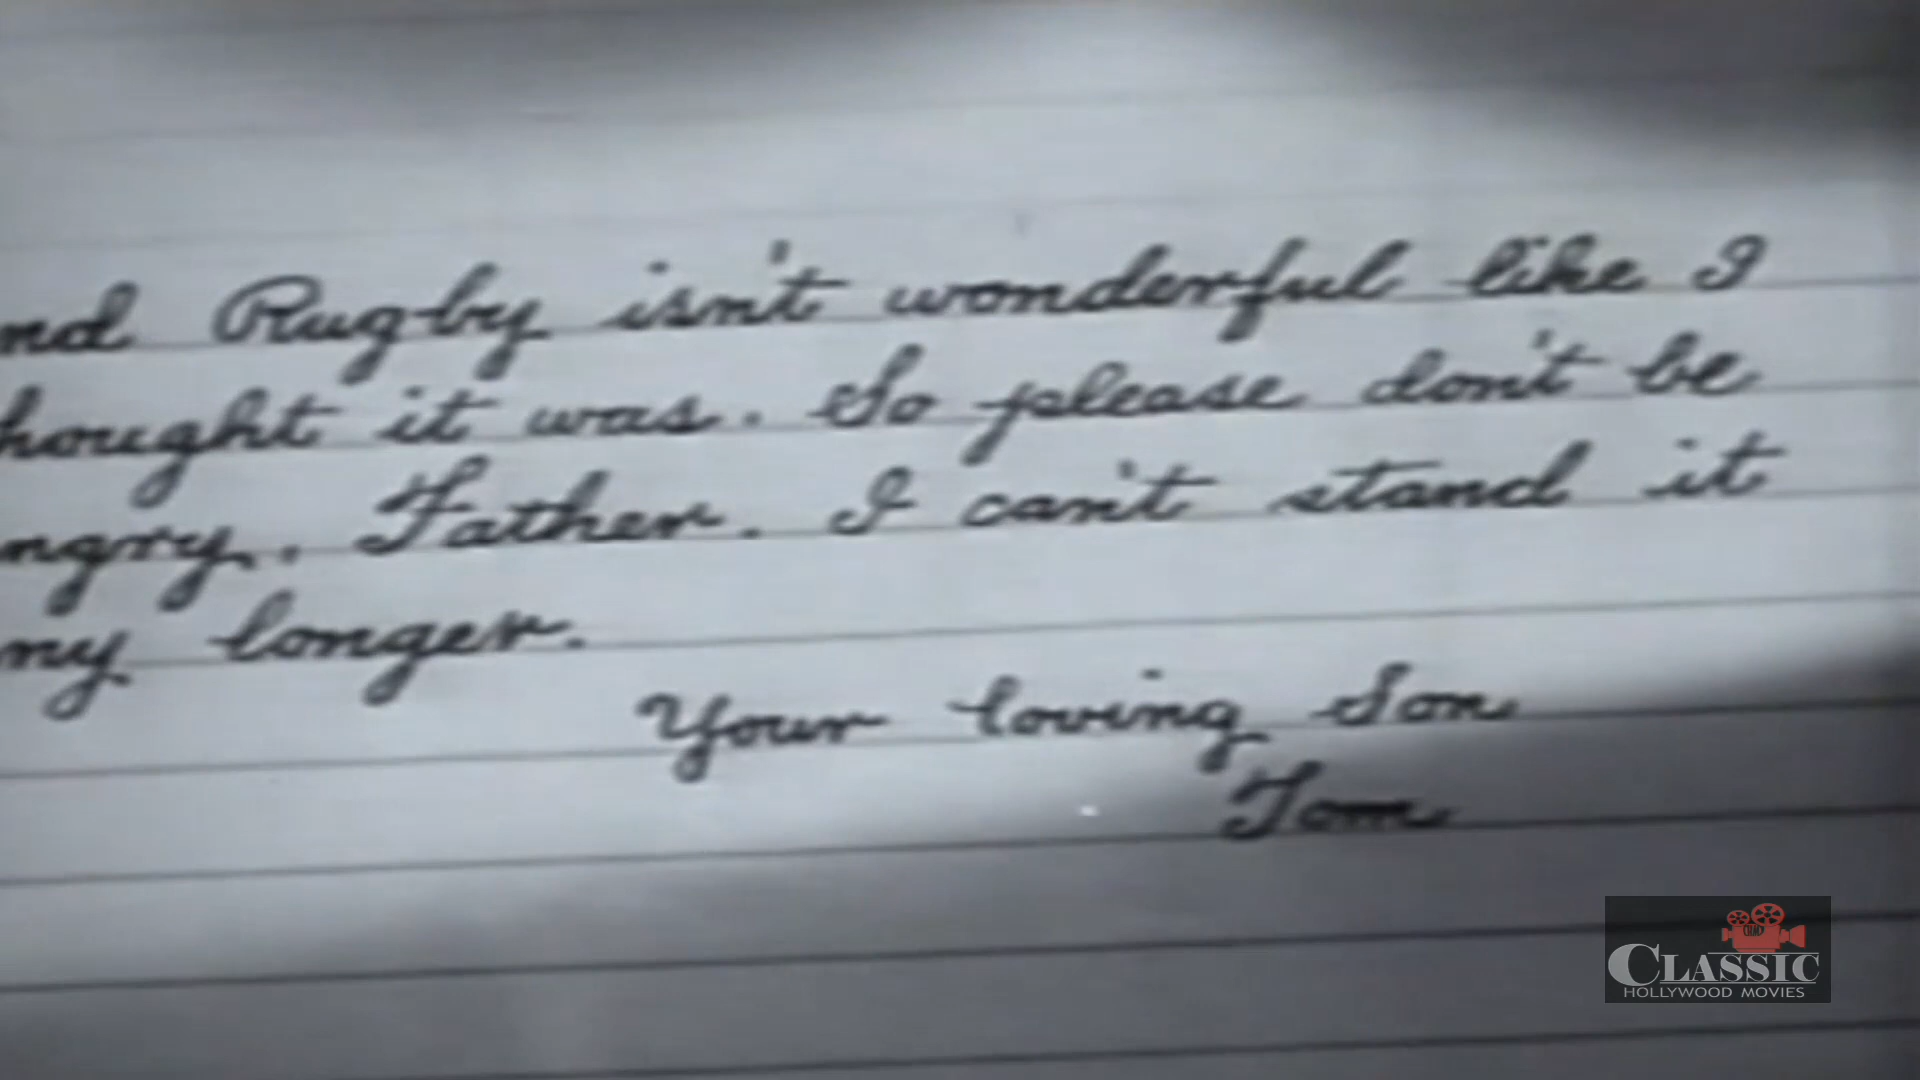 nd Rugby isn't wonderful like I
hought it was. So please don't be
ngry. Father. I can't stand it
ny longer.
Your loving Son
Tom
CLASSIC
HOLLYWOOD MOVIES